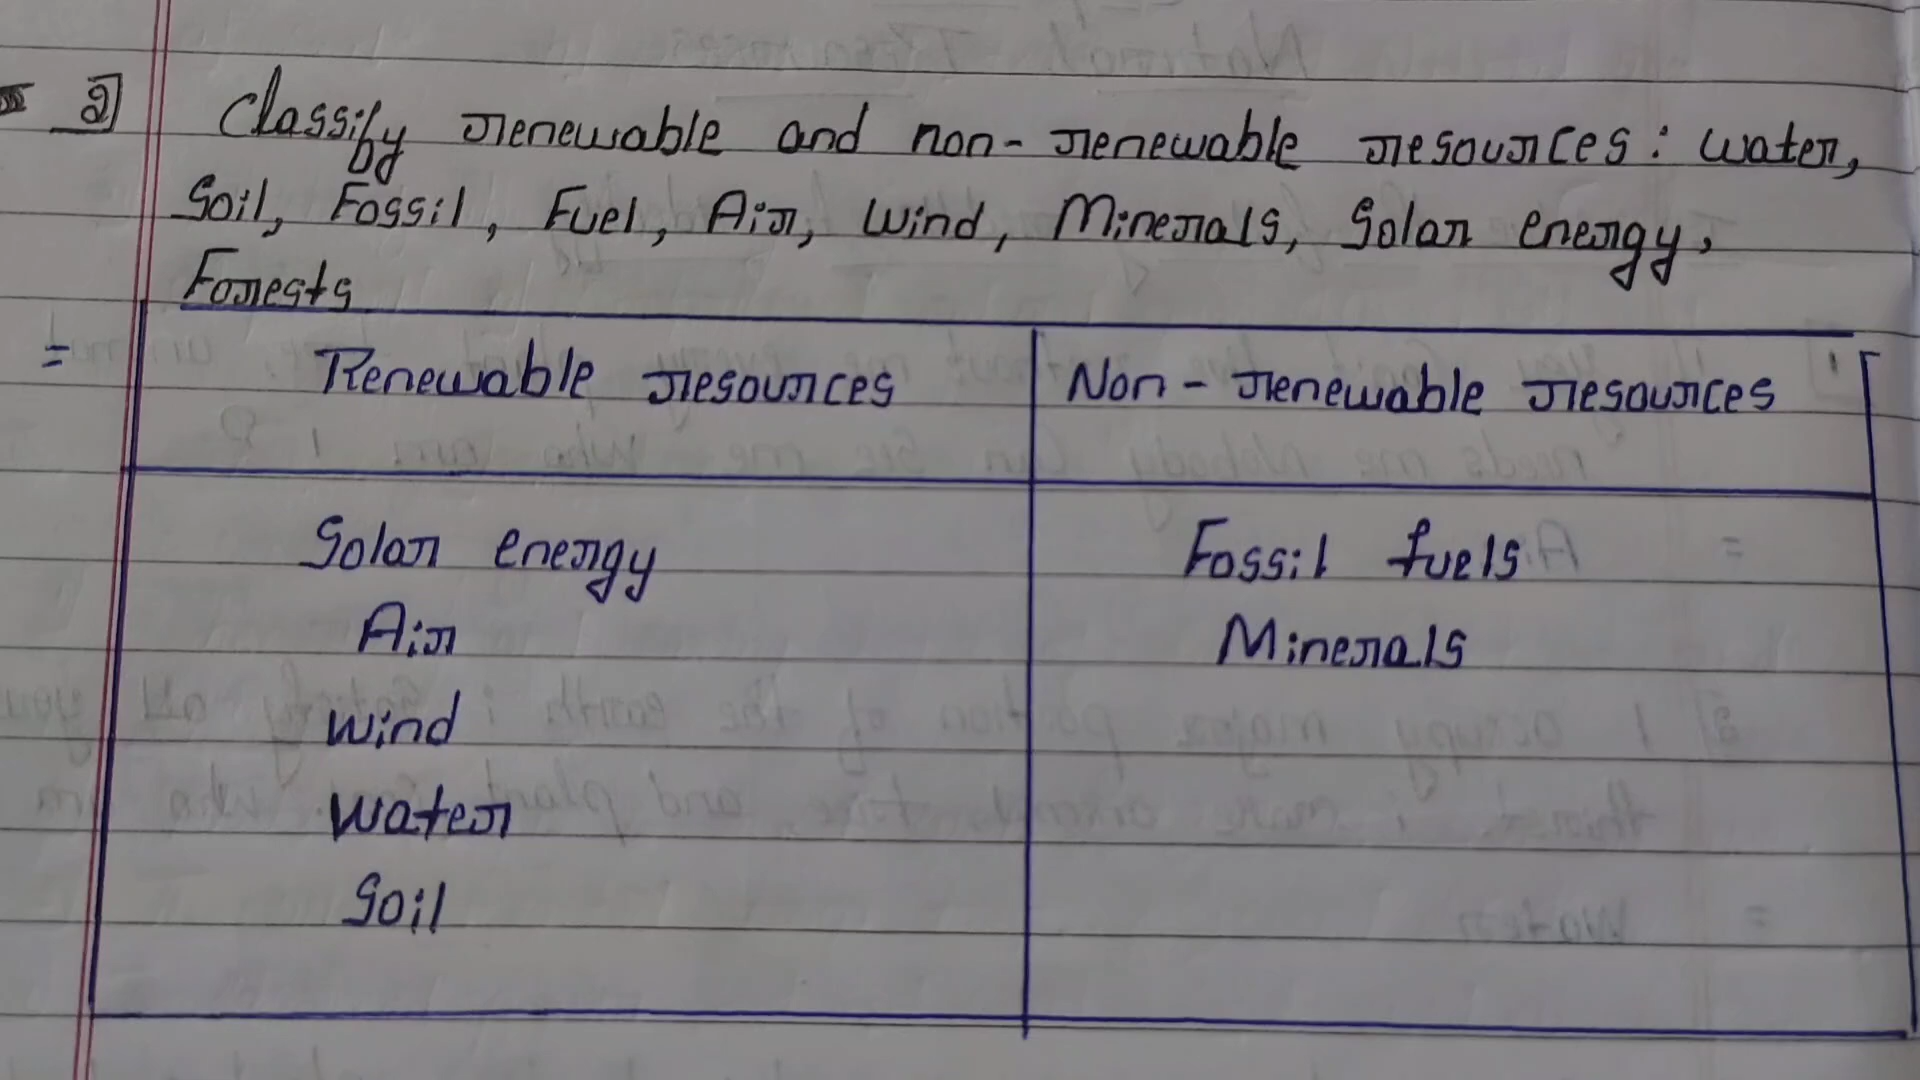 2] Classify renewable and non-renewable resources: water,
Soil, Fossil, Fuel, Air, Wind, Minerals, Solar energy,
Forests
= Renewable resources Non-renewable resources
Solar energy Fossil fuels
Air Minerals
Wind
Water
Soil